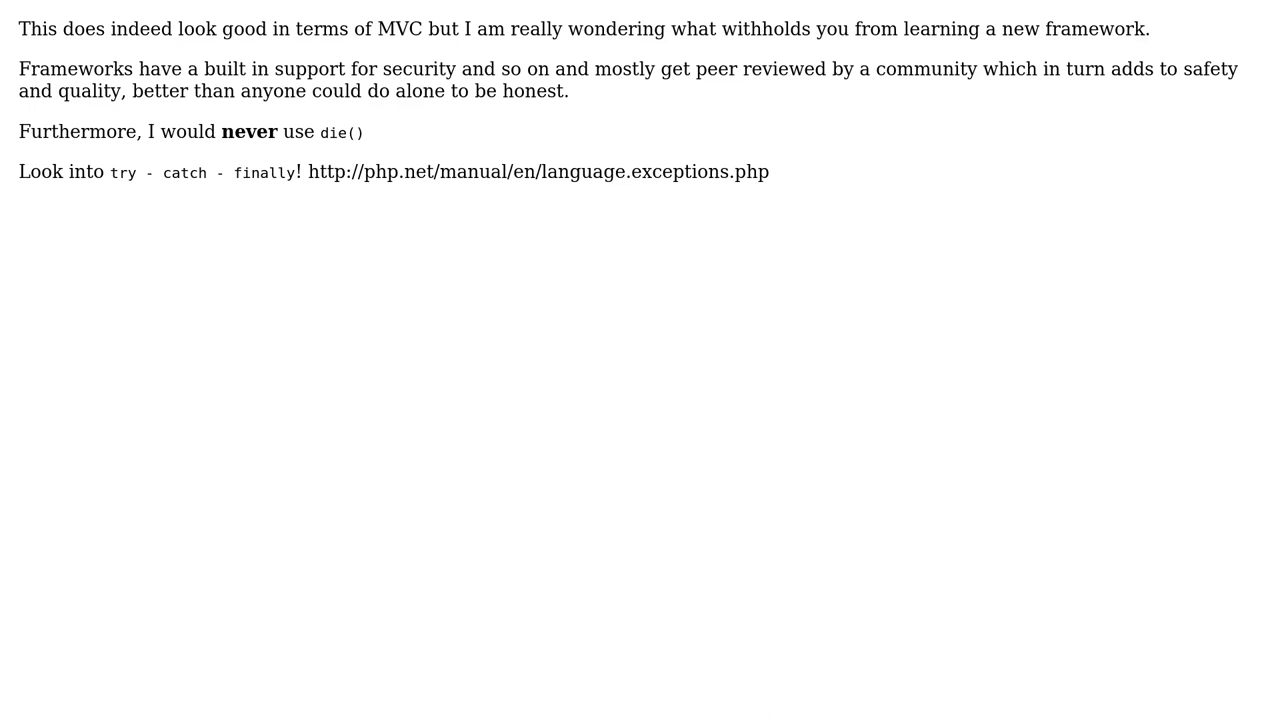 This does indeed look good in terms of MVC but I am really wondering what withholds you from learning a new framework.
Frameworks have a built in support for security and so on and mostly get peer reviewed by a community which in turn adds to safety
and quality, better than anyone could do alone to be honest.
Furthermore, I would never use die()
Look into try - catch - finally! http://php.net/manual/en/language.exceptions.php